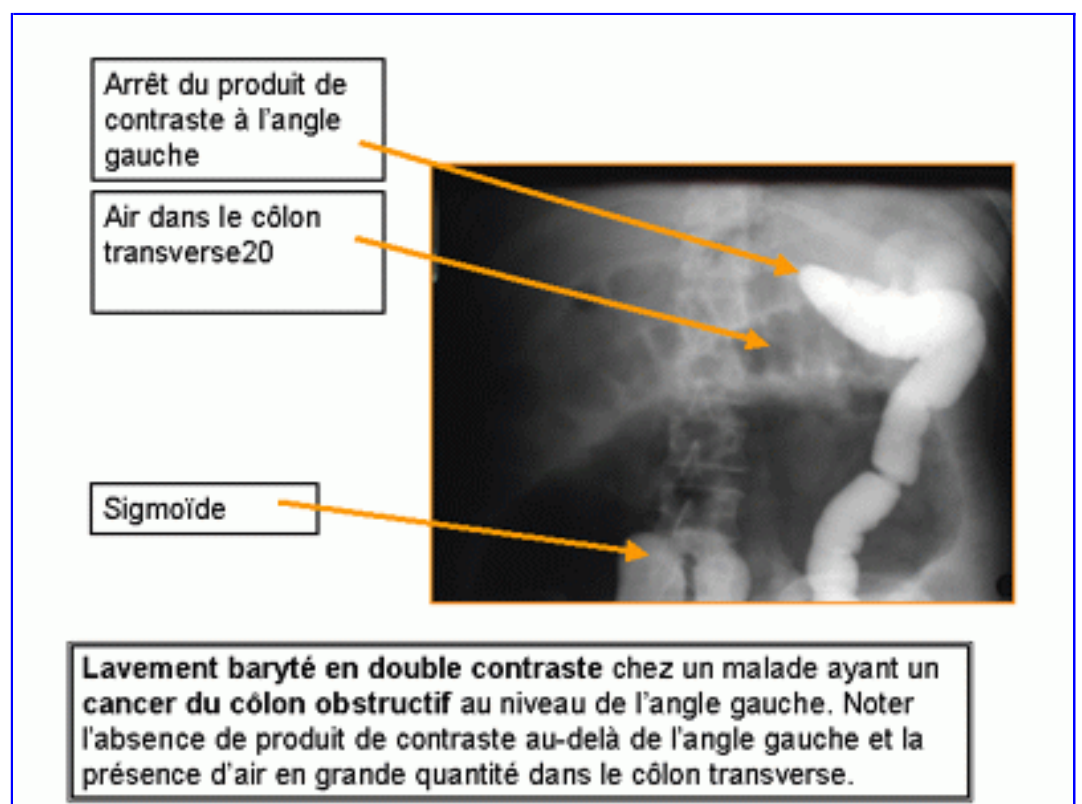 Arrêt du produit de
contraste à l'angle
gauche
Air dans le côlon
transverse20
Sigmoïde
Lavement baryté en double contraste chez un malade ayant un
cancer du côlon obstructif au niveau de l'angle gauche. Noter
l'absence de produit de contraste au-delà de l'angle gauche et la
présence d'air en grande quantité dans le côlon transverse.